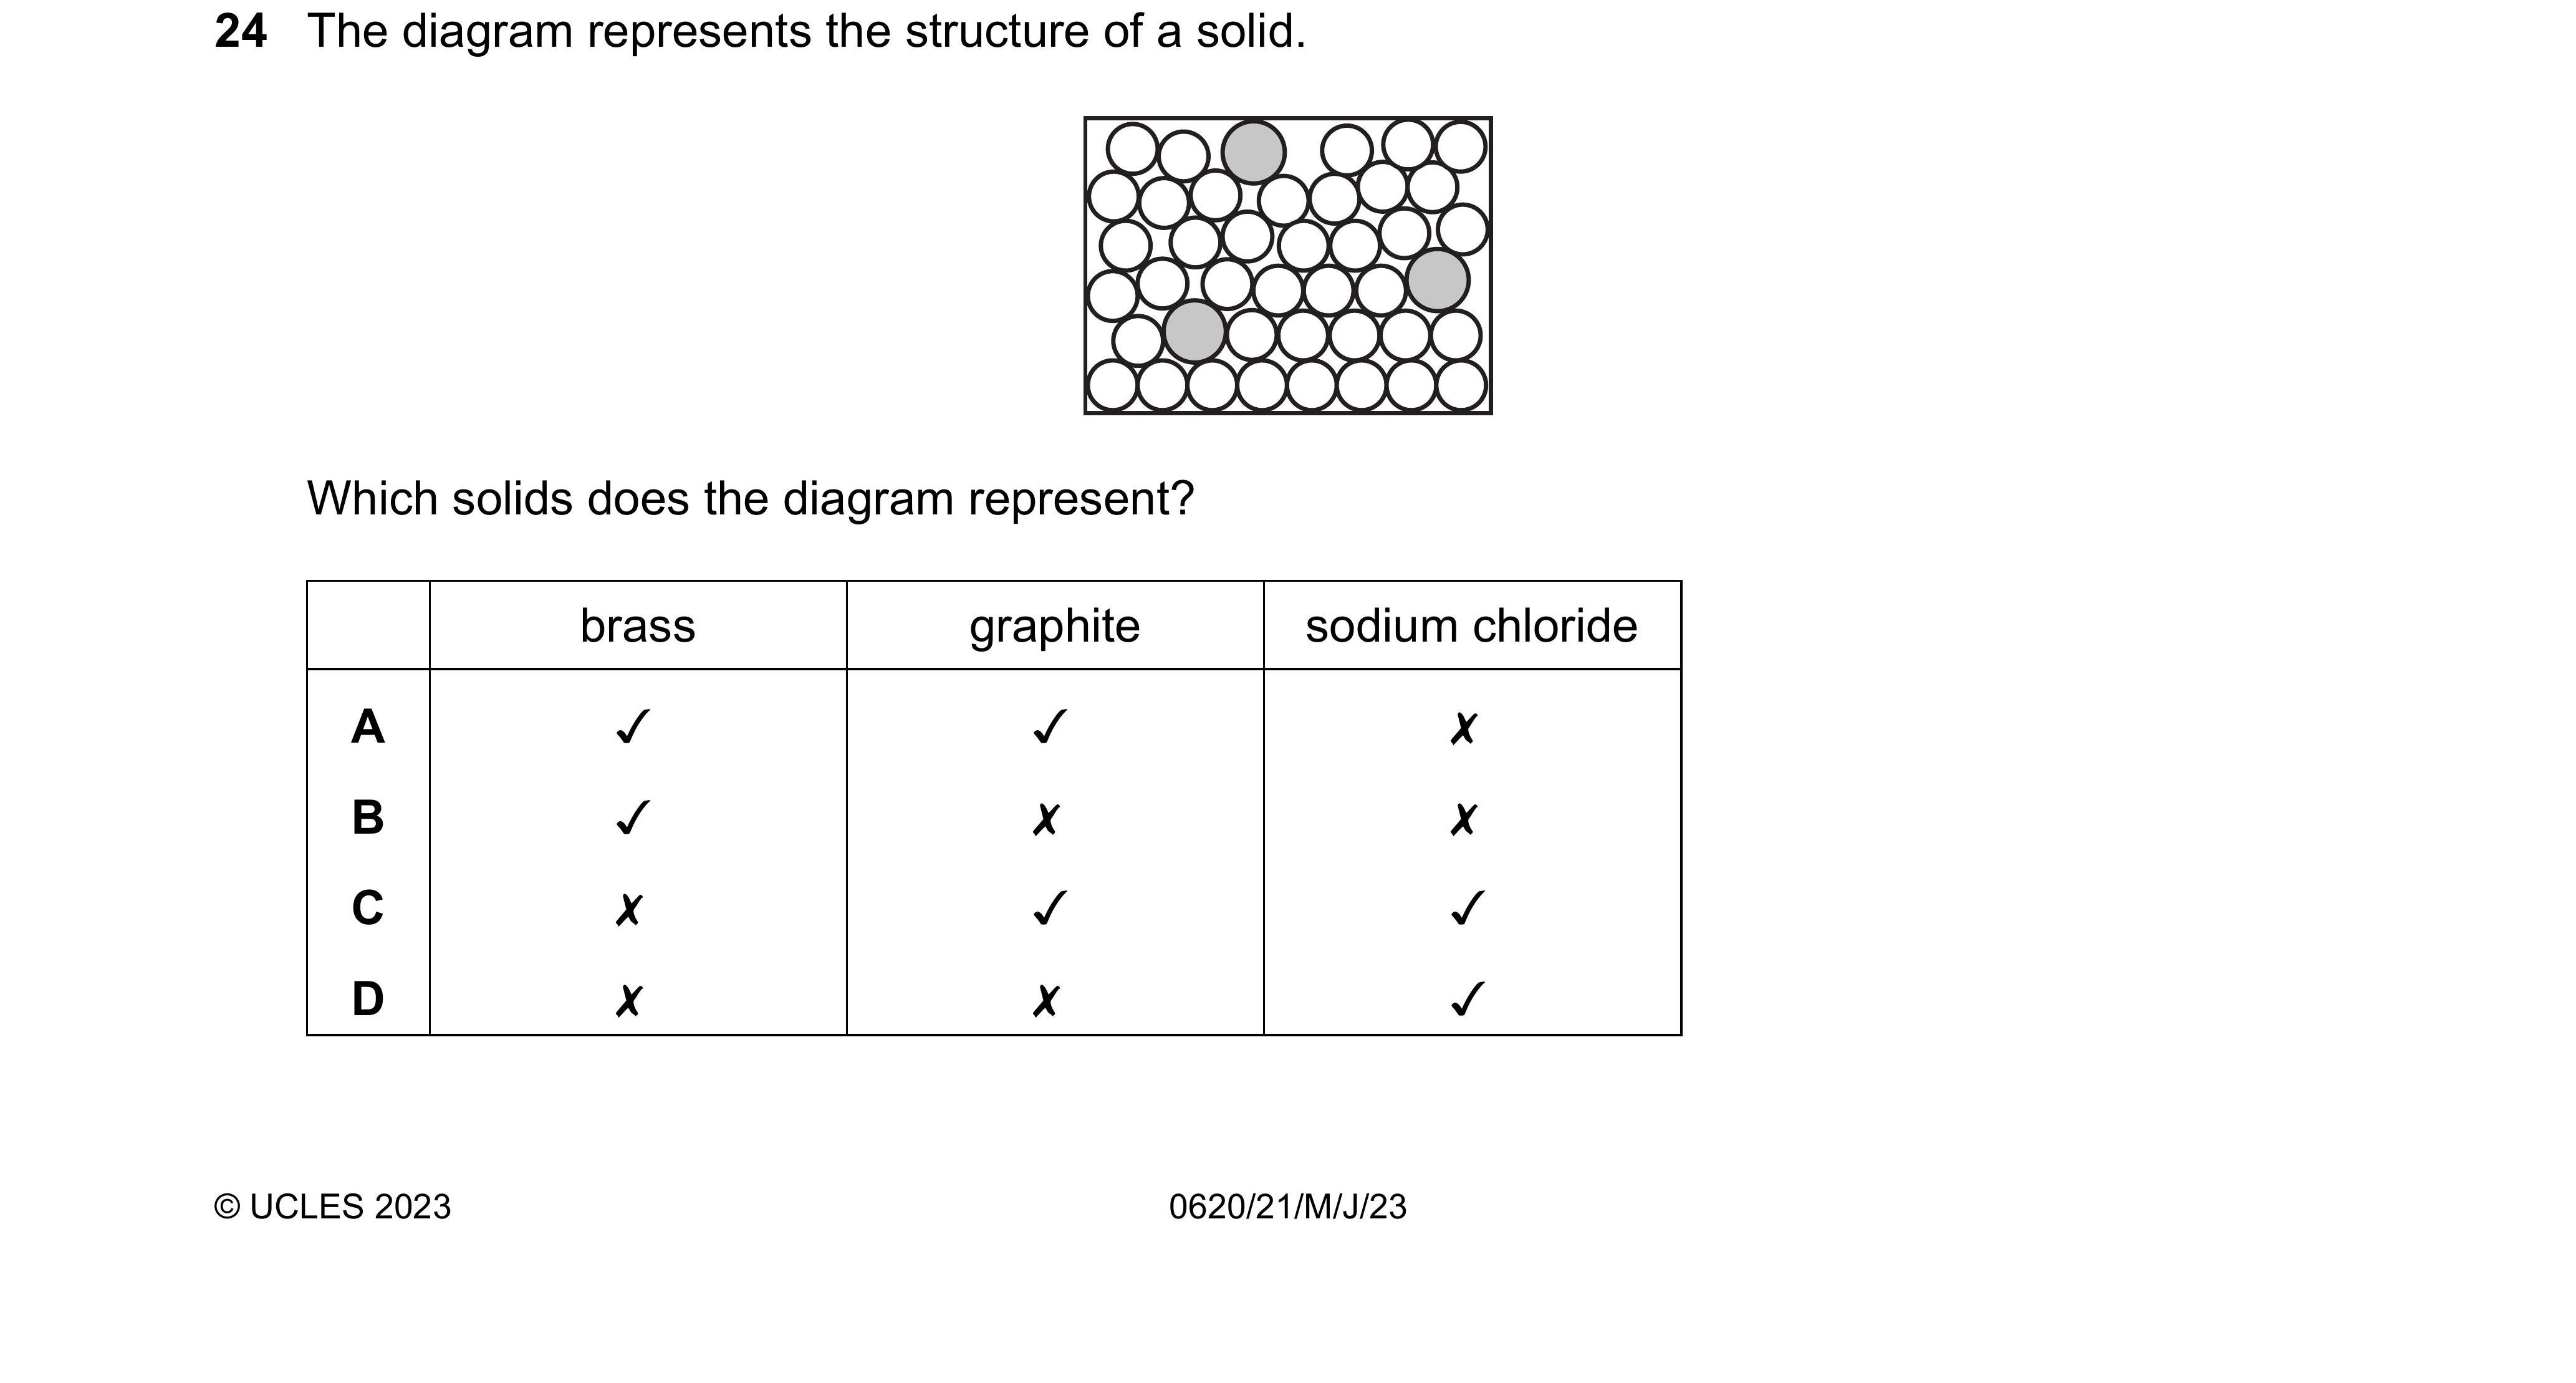 24 The diagram represents the structure of a solid.
Which solids does the diagram represent?
brass graphite sodium chloride
A ✓ ✓ ✗
B ✓ ✗ ✗
C ✗ ✓ ✓
D ✗ ✗ ✓
© UCLES 2023 0620/21/M/J/23